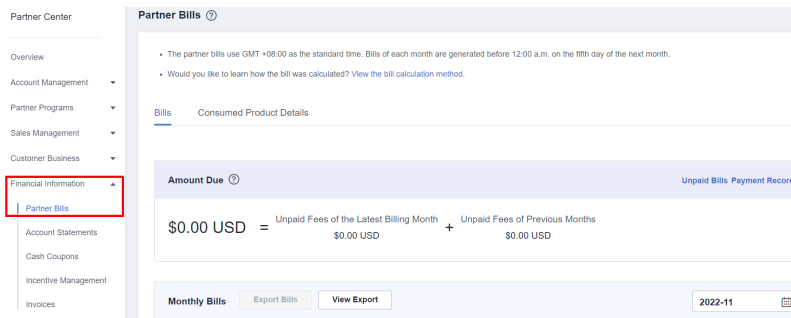 Partner Center
Overview
Account Management
Partner Programs
Sales Management
Customer Business
Financial Information
Partner Bills
Account Statements
Cash Coupons
Incentive Management
Invoices
Partner Bills ?
• The partner bills use GMT +08:00 as the standard time. Bills of each month are generated before 12:00 a.m. on the fifth day of the next month.
• Would you like to learn how the bill was calculated? View the bill calculation method.
Bills Consumed Product Details
Amount Due ? Unpaid Bills Payment Recor
$0.00 USD = Unpaid Fees of the Latest Billing Month $0.00 USD + Unpaid Fees of Previous Months $0.00 USD
Monthly Bills Export Bills View Export 2022-11